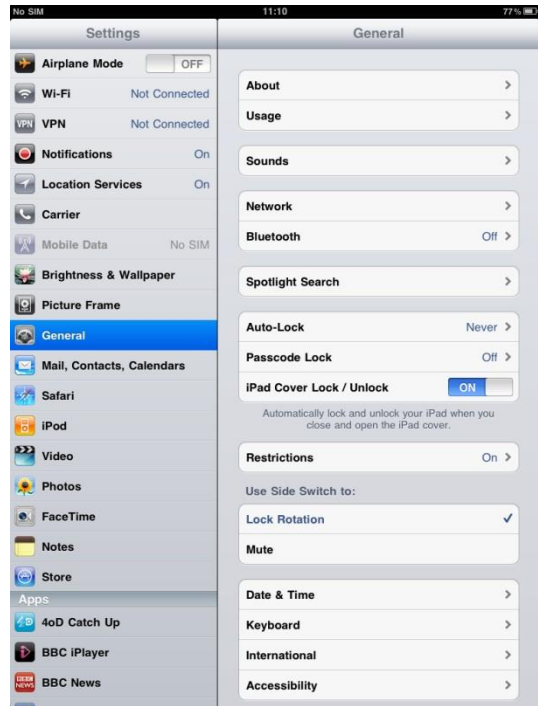 No SIM 11:10 77%
Settings
Airplane Mode OFF
Wi-Fi Not Connected
VPN VPN Not Connected
Notifications On
Location Services On
Carrier
Mobile Data No SIM
Brightness & Wallpaper
Picture Frame
General
Mail, Contacts, Calendars
Safari
iPod
Video
Photos
FaceTime
Notes
Store
Apps
4oD Catch Up
BBC iPlayer
BBC NEWS BBC News
General
About
Usage
Sounds
Network
Bluetooth Off
Spotlight Search
Auto-Lock Never
Passcode Lock Off
iPad Cover Lock / Unlock ON
Automatically lock and unlock your iPad when you
close and open the iPad cover.
Restrictions On
Use Side Switch to:
Lock Rotation
Mute
Date & Time
Keyboard
International
Accessibility